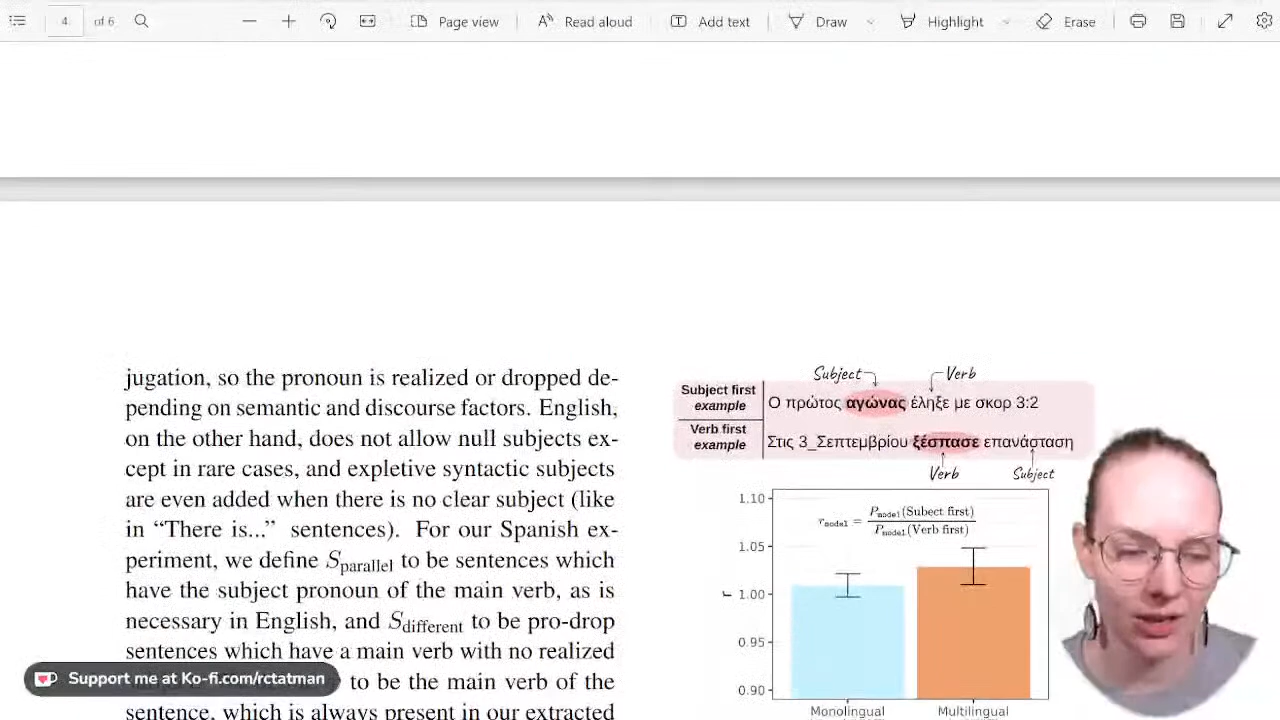 4 of 6 Page view Read aloud Add text Draw Highlight Erase
jugation, so the pronoun is realized or dropped de-
pending on semantic and discourse factors. English,
on the other hand, does not allow null subjects ex-
cept in rare cases, and expletive syntactic subjects
are even added when there is no clear subject (like
in “There is...” sentences). For our Spanish ex-
periment, we define Sparallel to be sentences which
have the subject pronoun of the main verb, as is
necessary in English, and Sdifferent to be pro-drop
sentences which have a main verb with no realized
to be the main verb of the
sentence, which is always present in our extracted
Support me at Ko-fi.com/rctatman
Subject Verb
Subject first example Ο πρώτος αγώνας έληξε με σκορ 3:2
Verb first example Στις 3_Σεπτεμβρίου ξέσπασε επανάσταση
Verb Subject
r_model = P_model(Subect first) / P_model(Verb first)
1.10
1.05
1.00
0.95
0.90
r
Monolingual Multilingual